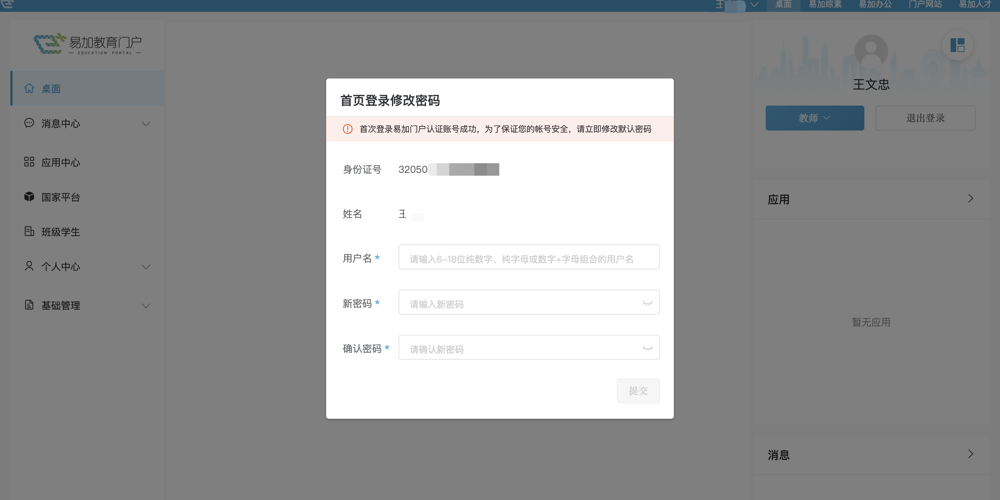 王
桌面
易加综素
易加办公
门户网站
易加人才
易加教育门户
EDUCATION PORTAL
桌面
消息中心
应用中心
国家平台
班级学生
个人中心
基础管理
首页登录修改密码
首次登录易加门户认证账号成功，为了保证您的帐号安全，请立即修改默认密码
身份证号 32050
姓名 王
用户名 * 请输入6-18位纯数字、纯字母或数字+字母组合的用户名
新密码 * 请输入新密码
确认密码 * 请确认新密码
提交
王文忠
教师
退出登录
应用
暂无应用
消息